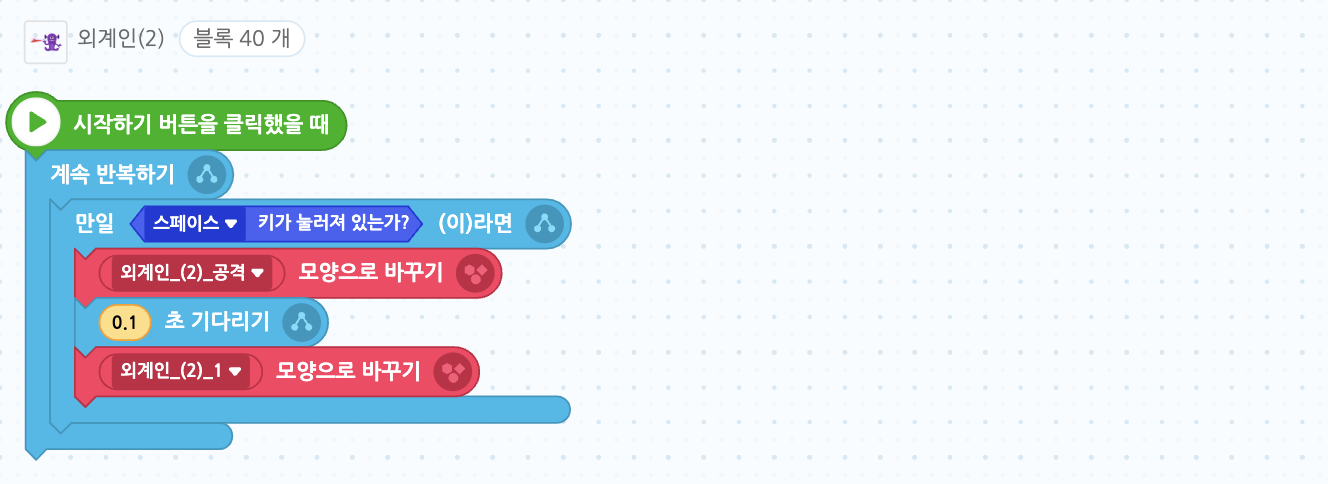 외계인(2) 블록 40 개
시작하기 버튼을 클릭했을 때
계속 반복하기
만일 스페이스 키가 눌러져 있는가? (이)라면
외계인_(2)_공격 모양으로 바꾸기
0.1 초 기다리기
외계인_(2)_1 모양으로 바꾸기